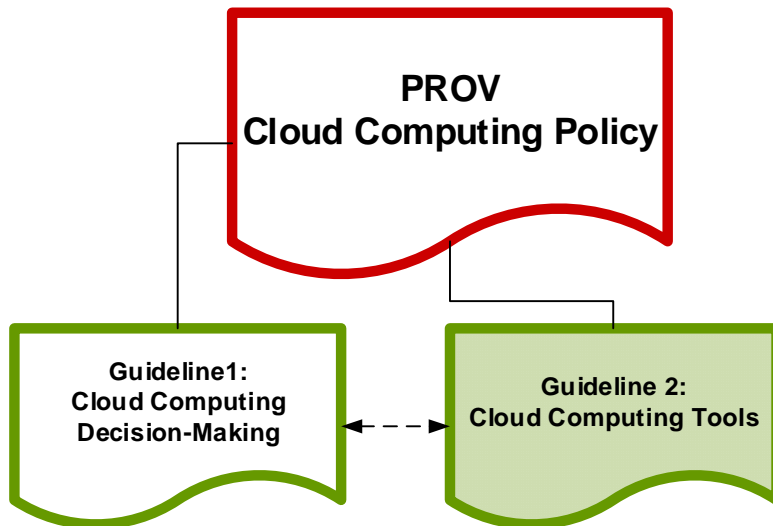 PROV
Cloud Computing Policy
Guideline1:
Cloud Computing
Decision-Making
Guideline 2:
Cloud Computing Tools